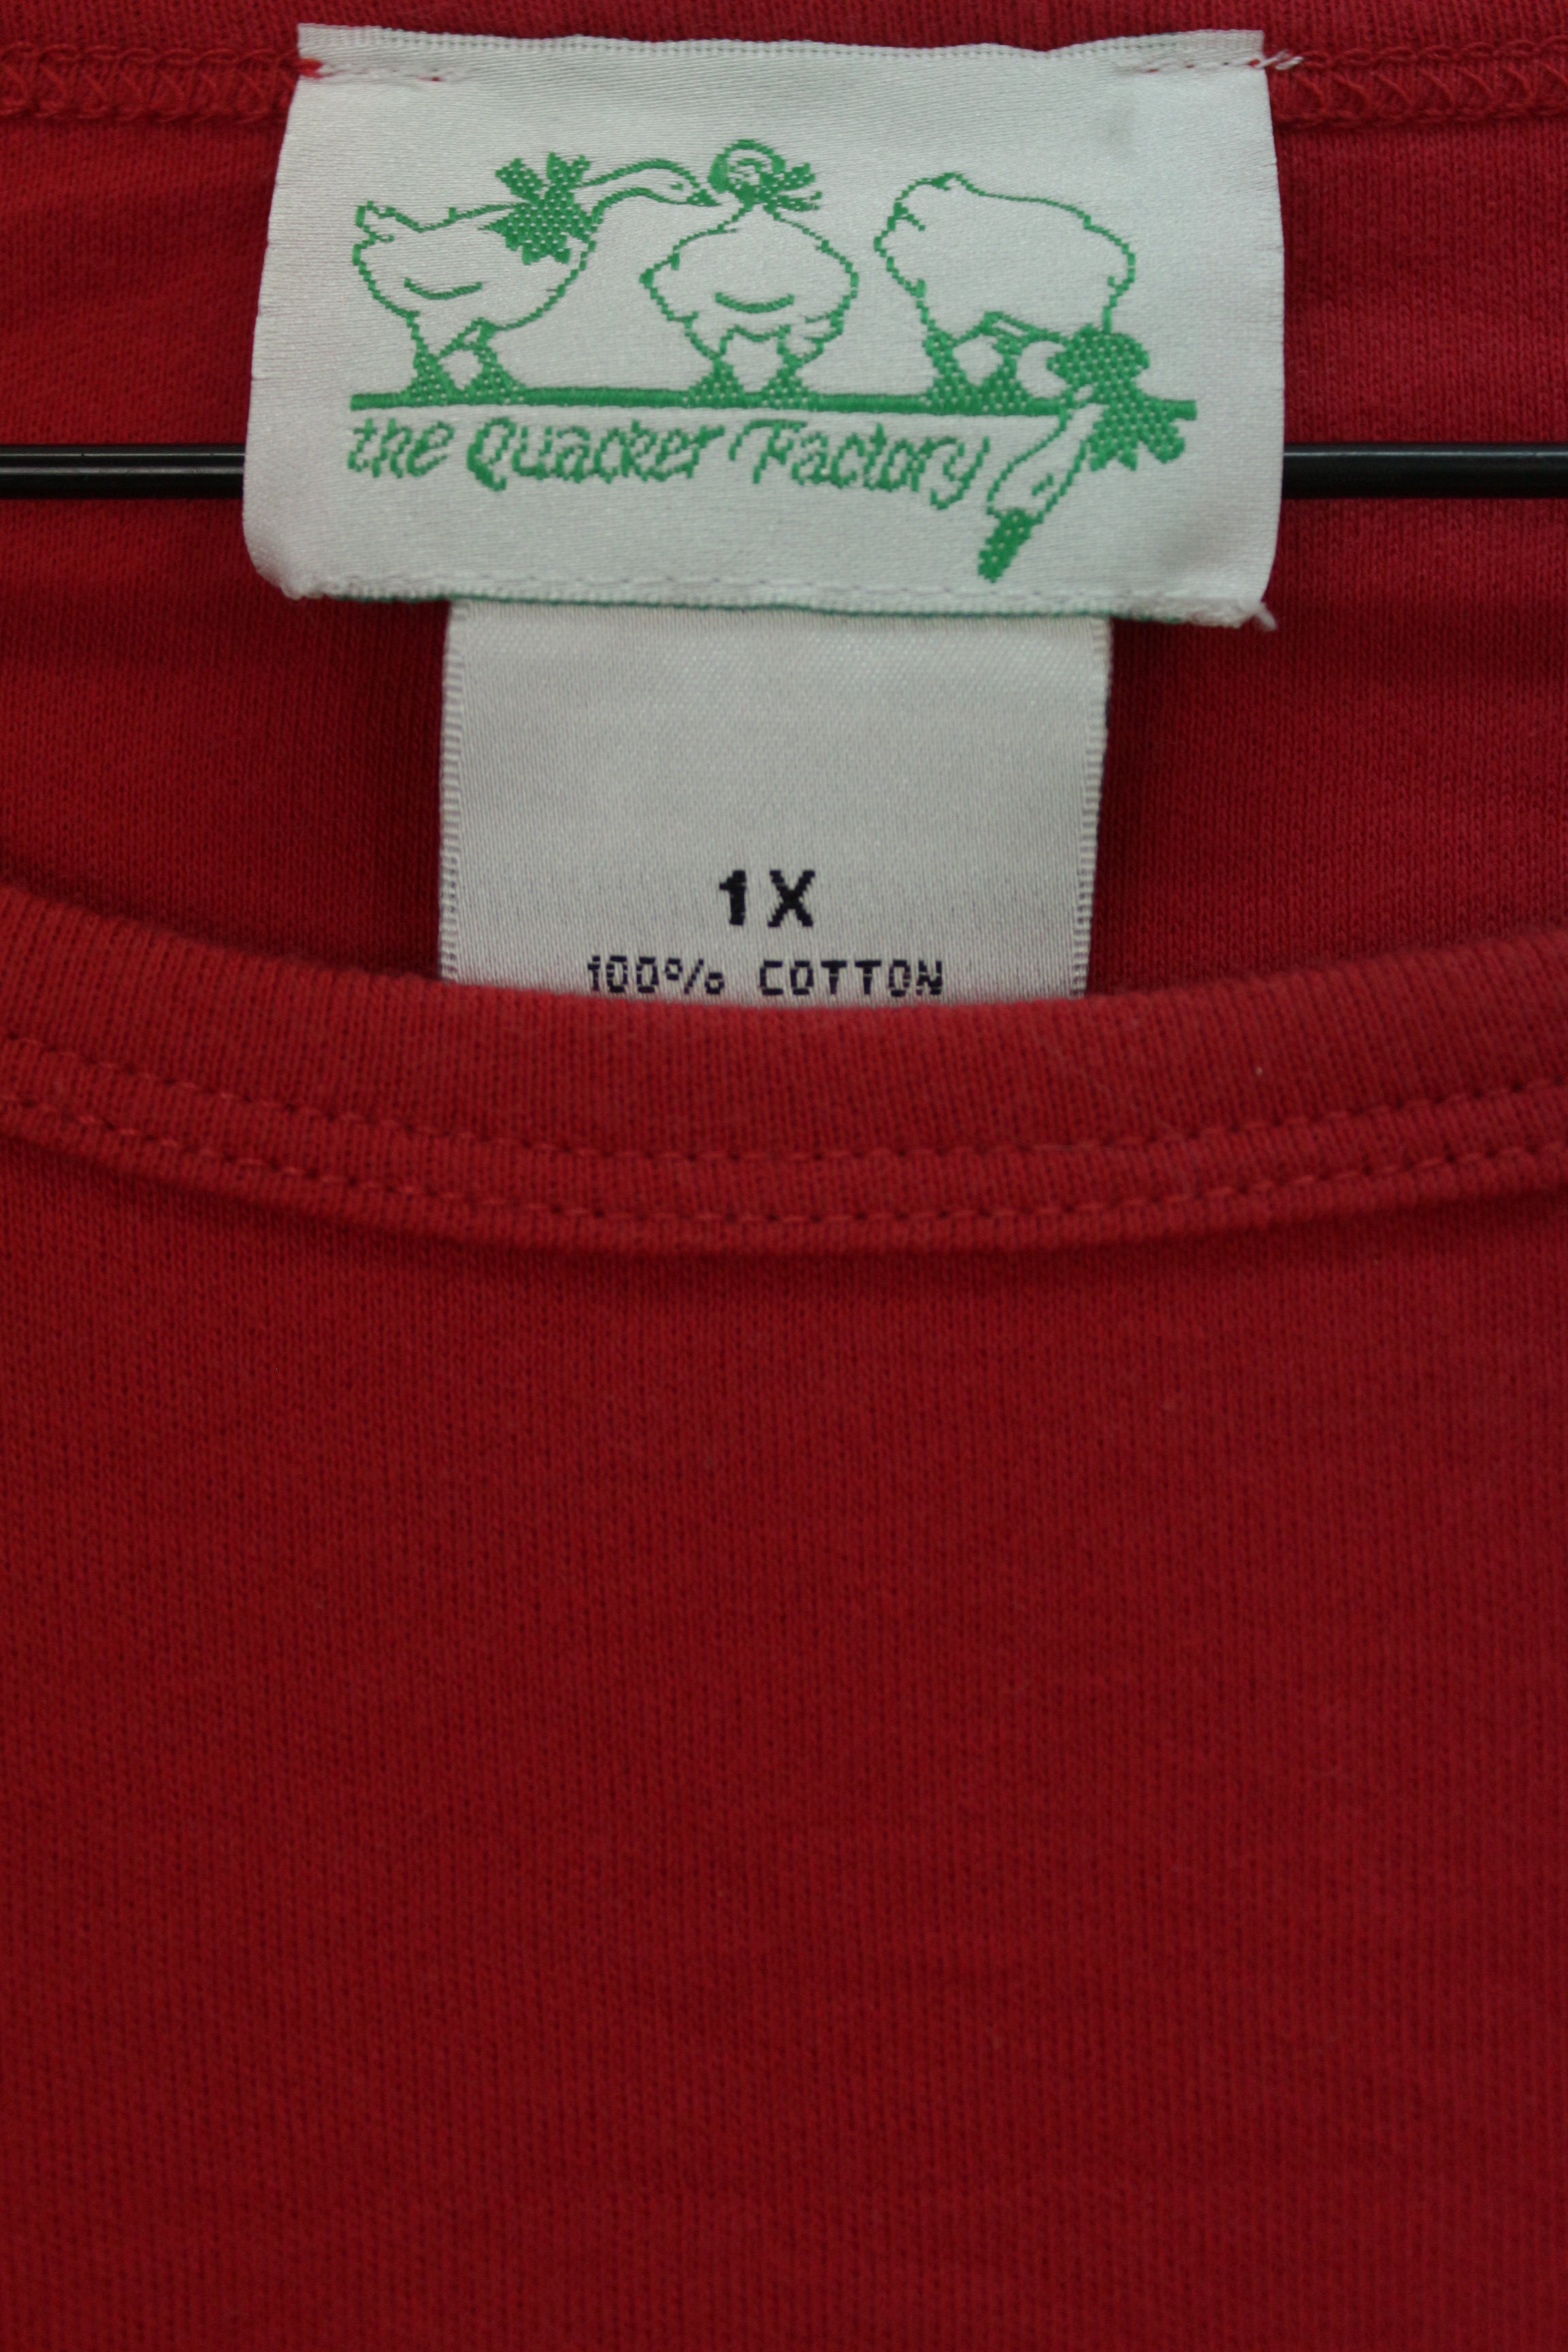 the Quacker Factory
1X
100% COTTON